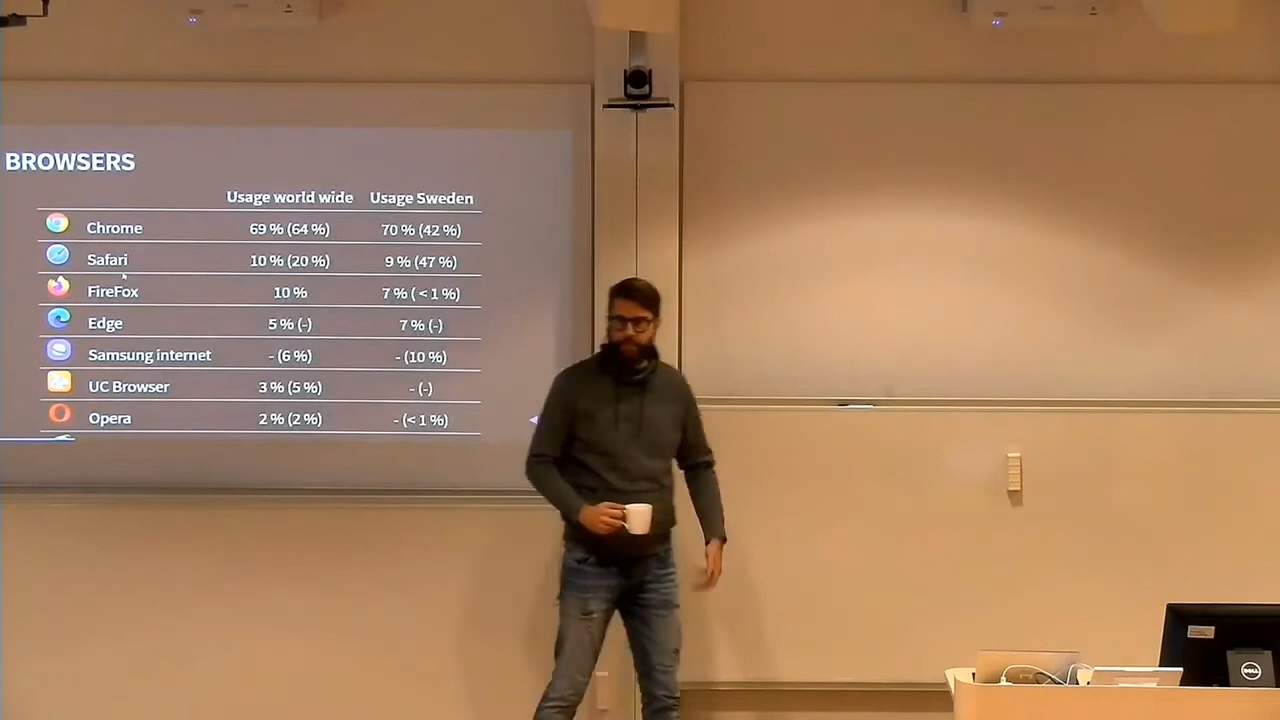 BROWSERS
Usage world wide Usage Sweden
Chrome 69 % (64 %) 70 % (42 %)
Safari 10 % (20 %) 9 % (47 %)
FireFox 10 % 7 % ( < 1 %)
Edge 5 % (-) 7 % (-)
Samsung internet - (6 %) - (10 %)
UC Browser 3 % (5 %) - (-)
Opera 2 % (2 %) - (< 1 %)
DELL